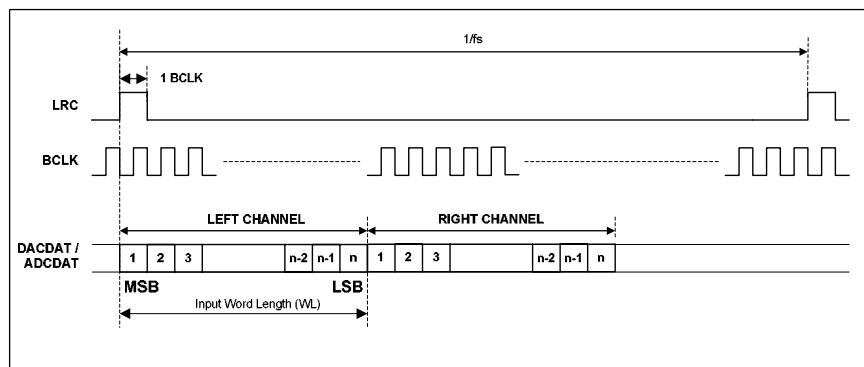 1/fs
1 BCLK
LRC
BCLK
LEFT CHANNEL RIGHT CHANNEL
DACDAT /
ADCDAT
1 2 3 n-2 n-1 n 1 2 3 n-2 n-1 n
MSB LSB
Input Word Length (WL)